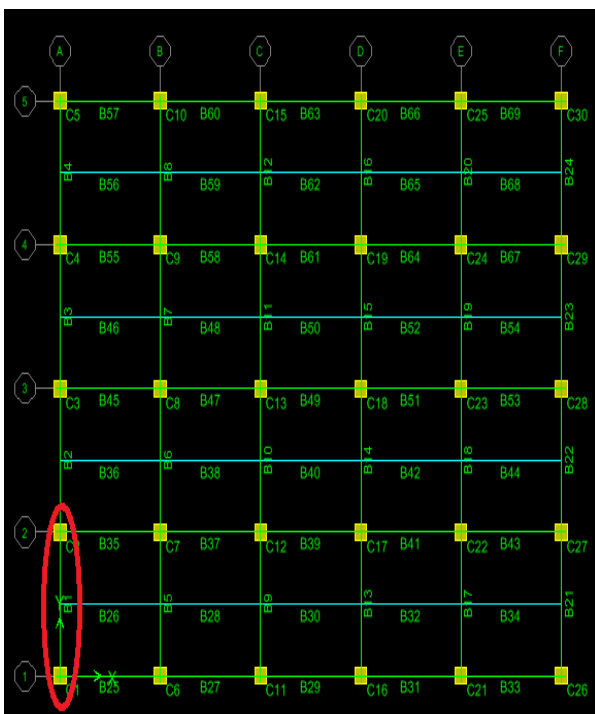 A B C D E F
5
C5 B57 C10 B60 C15 B63 C20 B66 C25 B69 C30
B4 B8 B12 B16 B20 B24
B56 B59 B62 B65 B68
4
C4 B55 C9 B58 C14 B61 C19 B64 C24 B67 C29
B3 B7 B11 B15 B19 B23
B46 B48 B50 B52 B54
3
C3 B45 C8 B47 C13 B49 C18 B51 C23 B53 C28
B2 B6 B10 B14 B18 B22
B36 B38 B40 B42 B44
2
C2 B35 C7 B37 C12 B39 C17 B41 C22 B43 C27
Y B1 B5 B9 B13 B17 B21
B26 B28 B30 B32 B34
1 X
C1 B25 C6 B27 C11 B29 C16 B31 C21 B33 C26